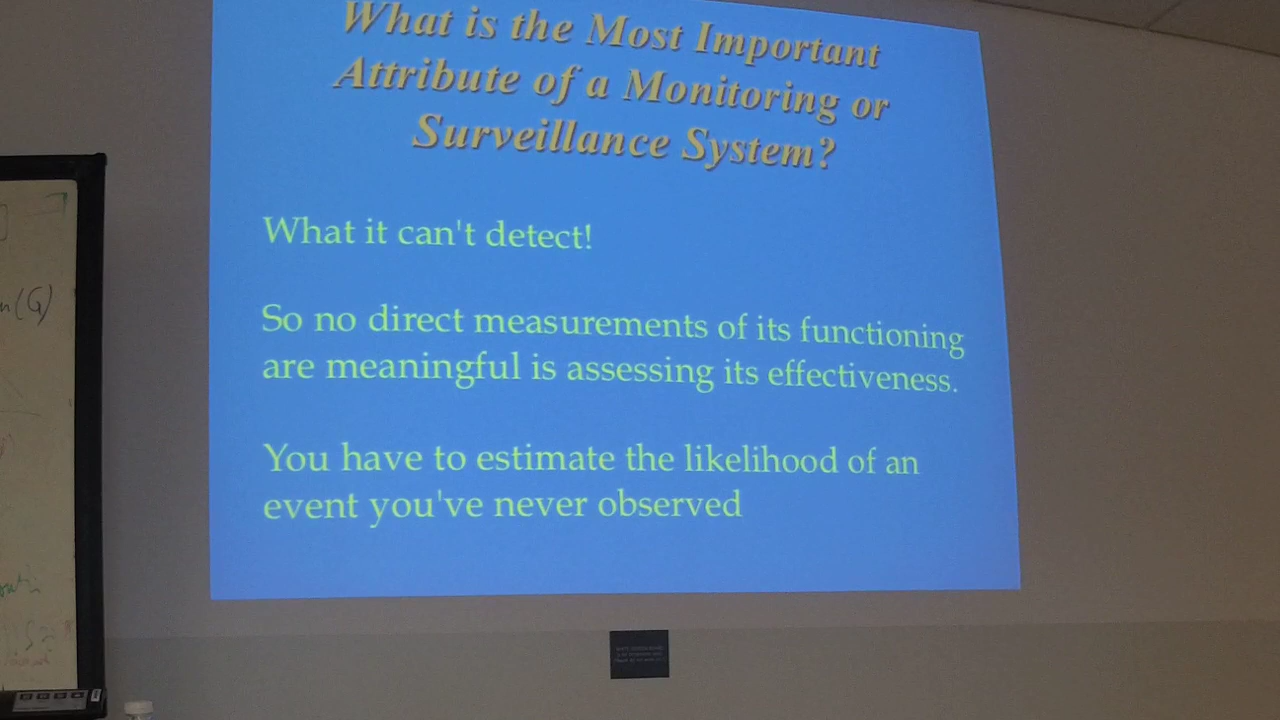 What is the Most Important
Attribute of a Monitoring or
Surveillance System?
What it can't detect!
So no direct measurements of its functioning
are meaningful is assessing its effectiveness.
You have to estimate the likelihood of an
event you've never observed